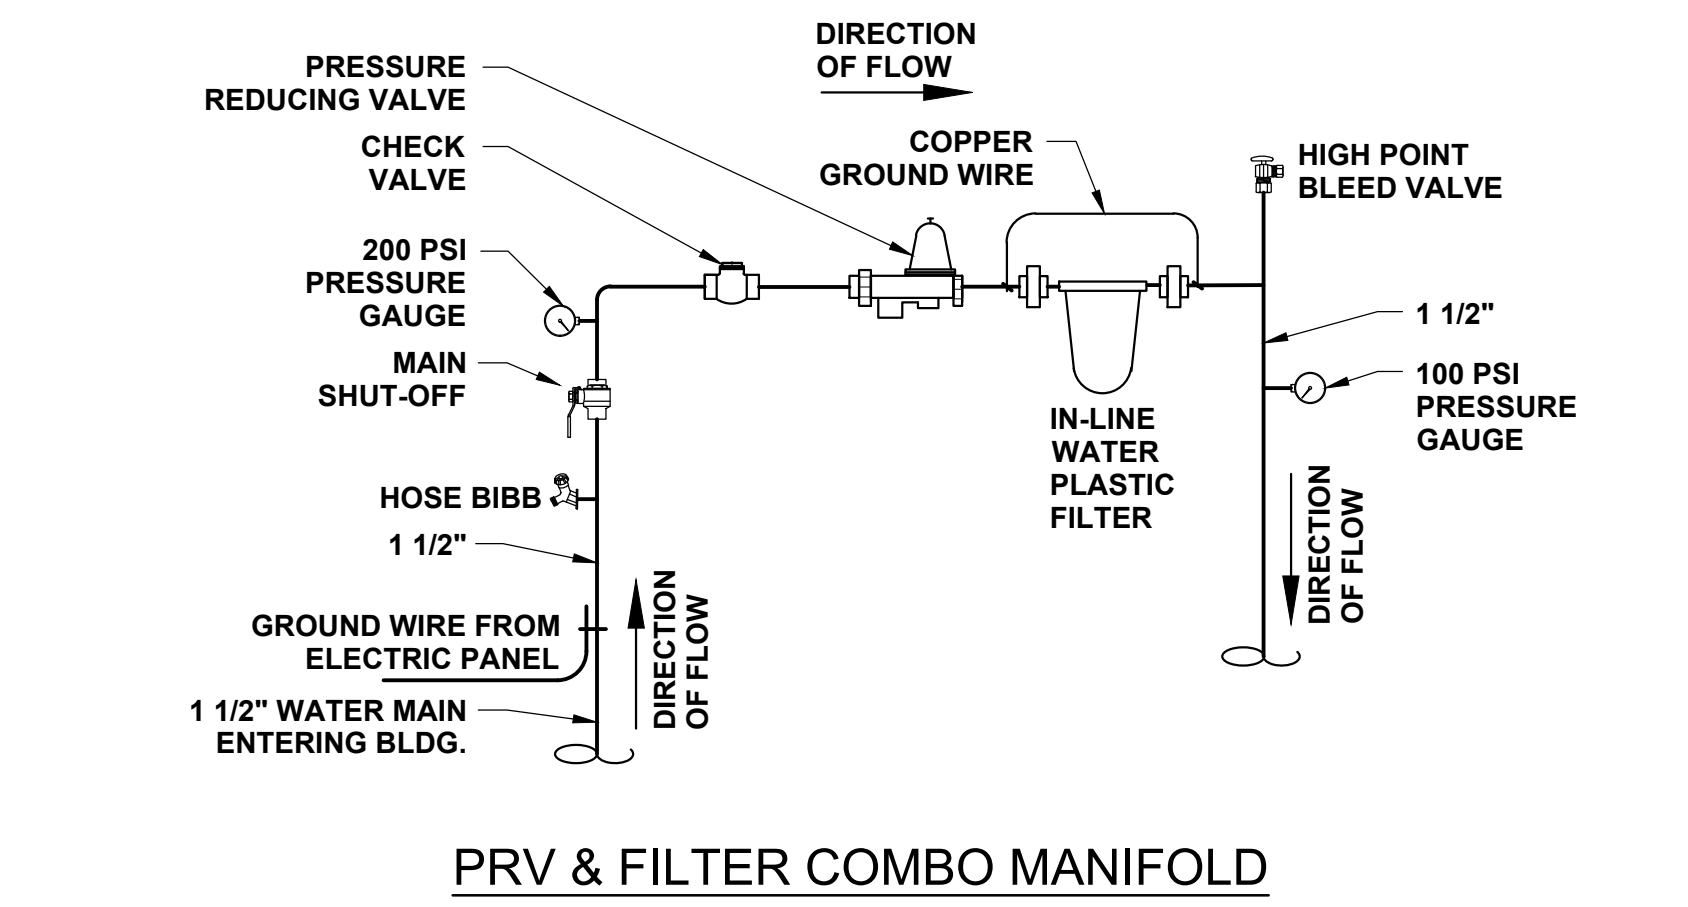 DIRECTION
OF FLOW
PRESSURE
REDUCING VALVE
CHECK
VALVE
COPPER
GROUND WIRE
HIGH POINT
BLEED VALVE
200 PSI
PRESSURE
GAUGE
MAIN
SHUT-OFF
1 1/2"
100 PSI
PRESSURE
GAUGE
IN-LINE
WATER
PLASTIC
FILTER
HOSE BIBB
1 1/2"
DIRECTION
OF FLOW
GROUND WIRE FROM
ELECTRIC PANEL
DIRECTION
OF FLOW
1 1/2" WATER MAIN
ENTERING BLDG.
PRV & FILTER COMBO MANIFOLD